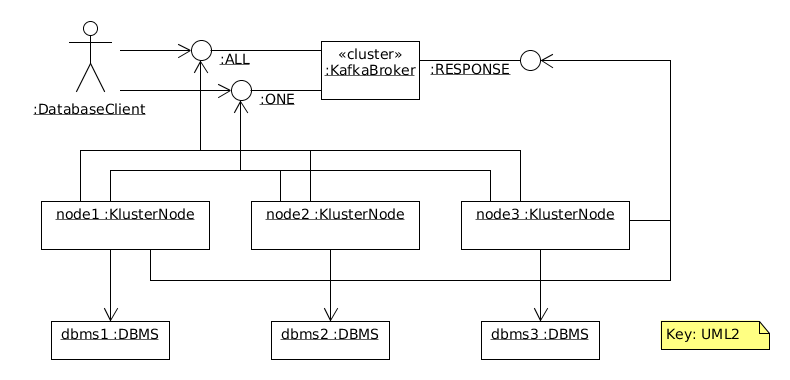 :ALL
«cluster»
:KafkaBroker
:RESPONSE
:ONE
:DatabaseClient
node1 :KlusterNode
node2 :KlusterNode
node3 :KlusterNode
dbms1 :DBMS
dbms2 :DBMS
dbms3 :DBMS
Key: UML2